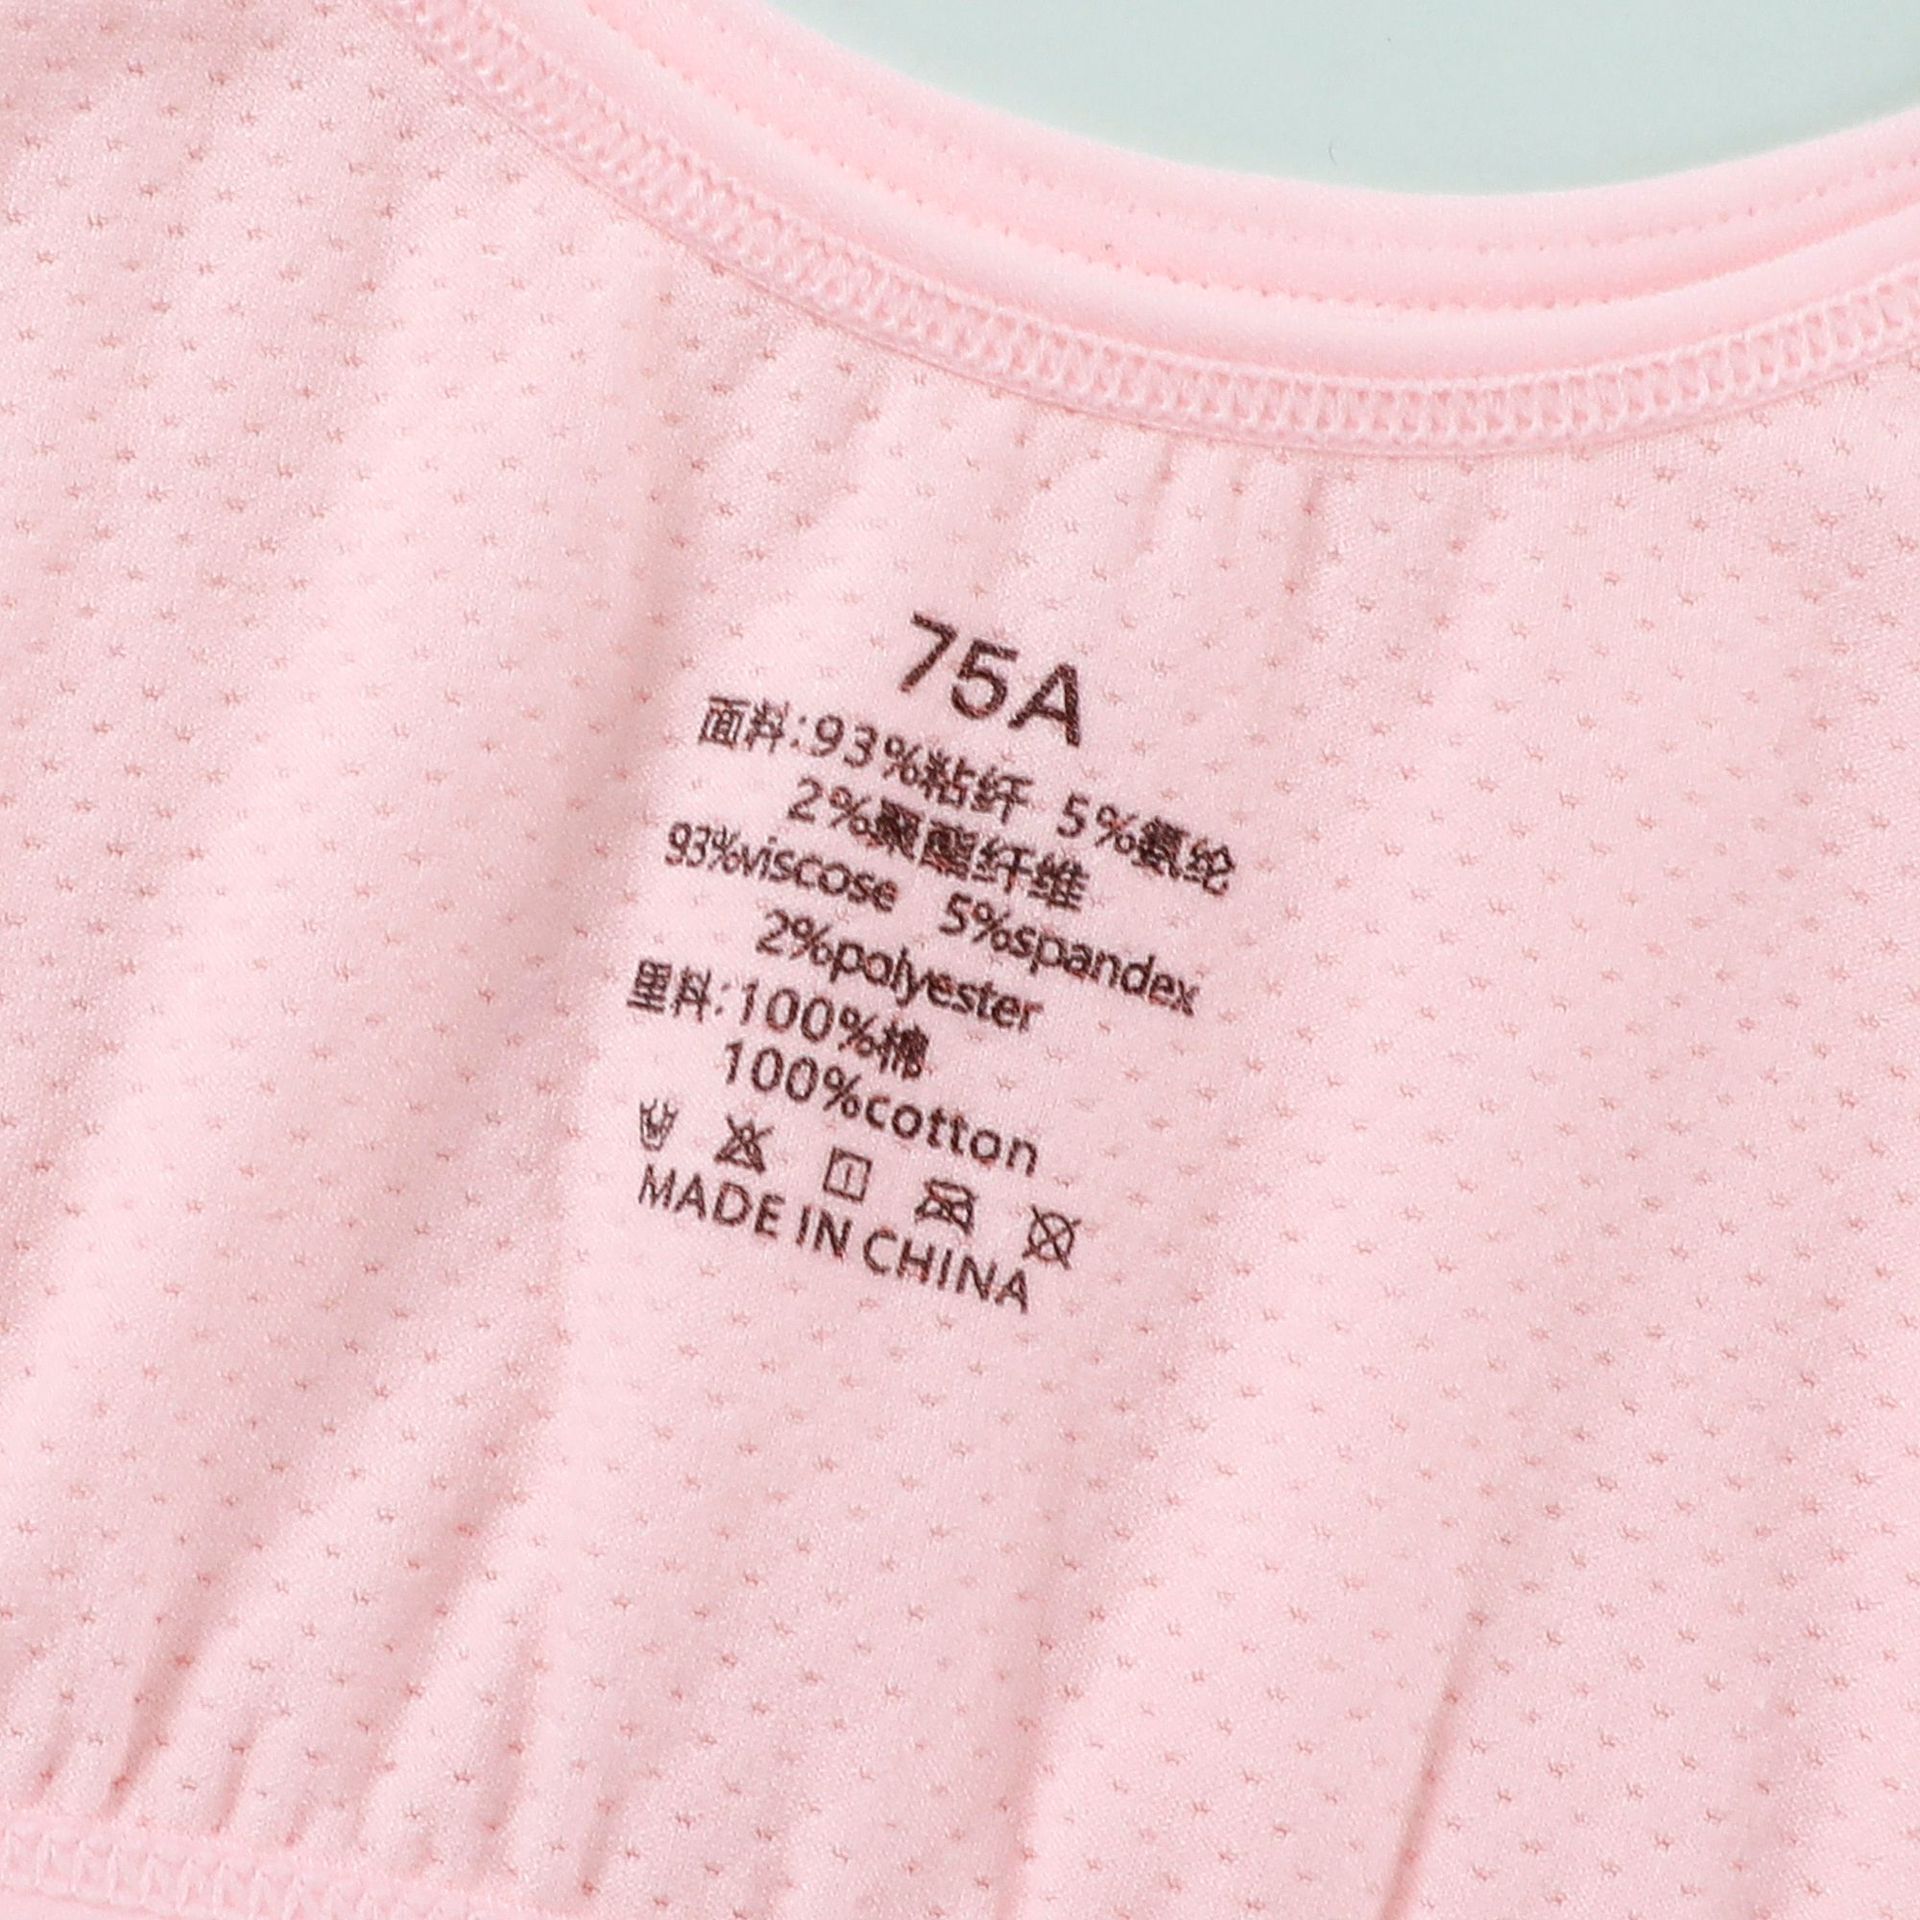 75A
面料:93%粘纤 5%氨纶
2%聚酯纤维
93%viscose 5%spandex
2%polyester
里料:100%棉
100%cotton
MADE IN CHINA